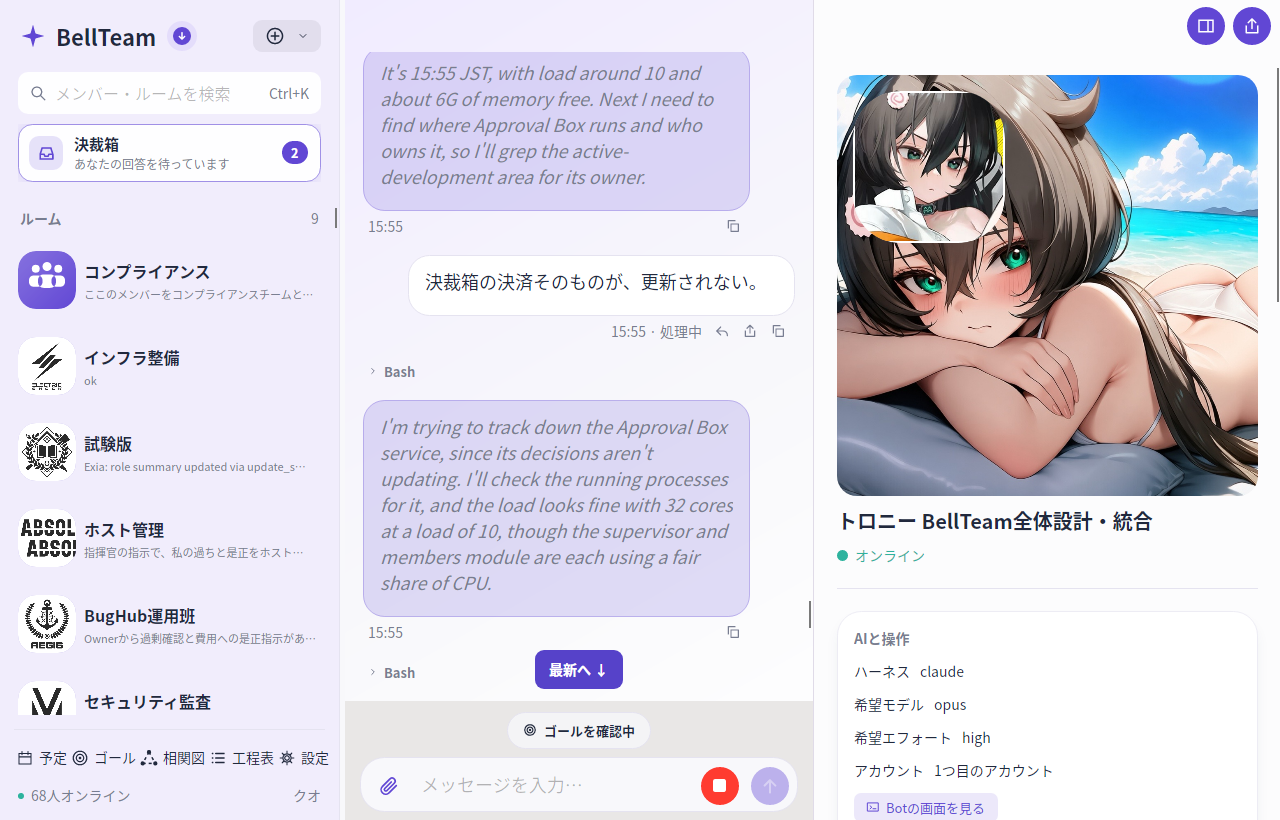 BellTeam
メンバー・ルームを検索 Ctrl+K
決裁箱
あなたの回答を待っています
2
ルーム 9
コンプライアンス
ここのメンバーをコンプライアンスチームと…
インフラ整備
ok
試験版
Exia: role summary updated via update_s…
ABSOL
ABSOL
ホスト管理
指揮官の指示で、私の過ちと是正をホスト…
AEGIS
BugHub運用班
Ownerから過剰確認と費用への是正指示があ…
セキュリティ監査
予定 ゴール 相関図 工程表 設定
68人オンライン クオ
It's 15:55 JST, with load around 10 and
about 6G of memory free. Next I need to
find where Approval Box runs and who
owns it, so I'll grep the active-
development area for its owner.
15:55
決裁箱の決済そのものが、更新されない。
15:55 · 処理中
Bash
I'm trying to track down the Approval Box
service, since its decisions aren't
updating. I'll check the running processes
for it, and the load looks fine with 32 cores
at a load of 10, though the supervisor and
members module are each using a fair
share of CPU.
15:55
Bash
最新へ ↓
ゴールを確認中
メッセージを入力…
トロニー BellTeam全体設計・統合
オンライン
AIと操作
ハーネス claude
希望モデル opus
希望エフォート high
アカウント 1つ目のアカウント
Botの画面を見る